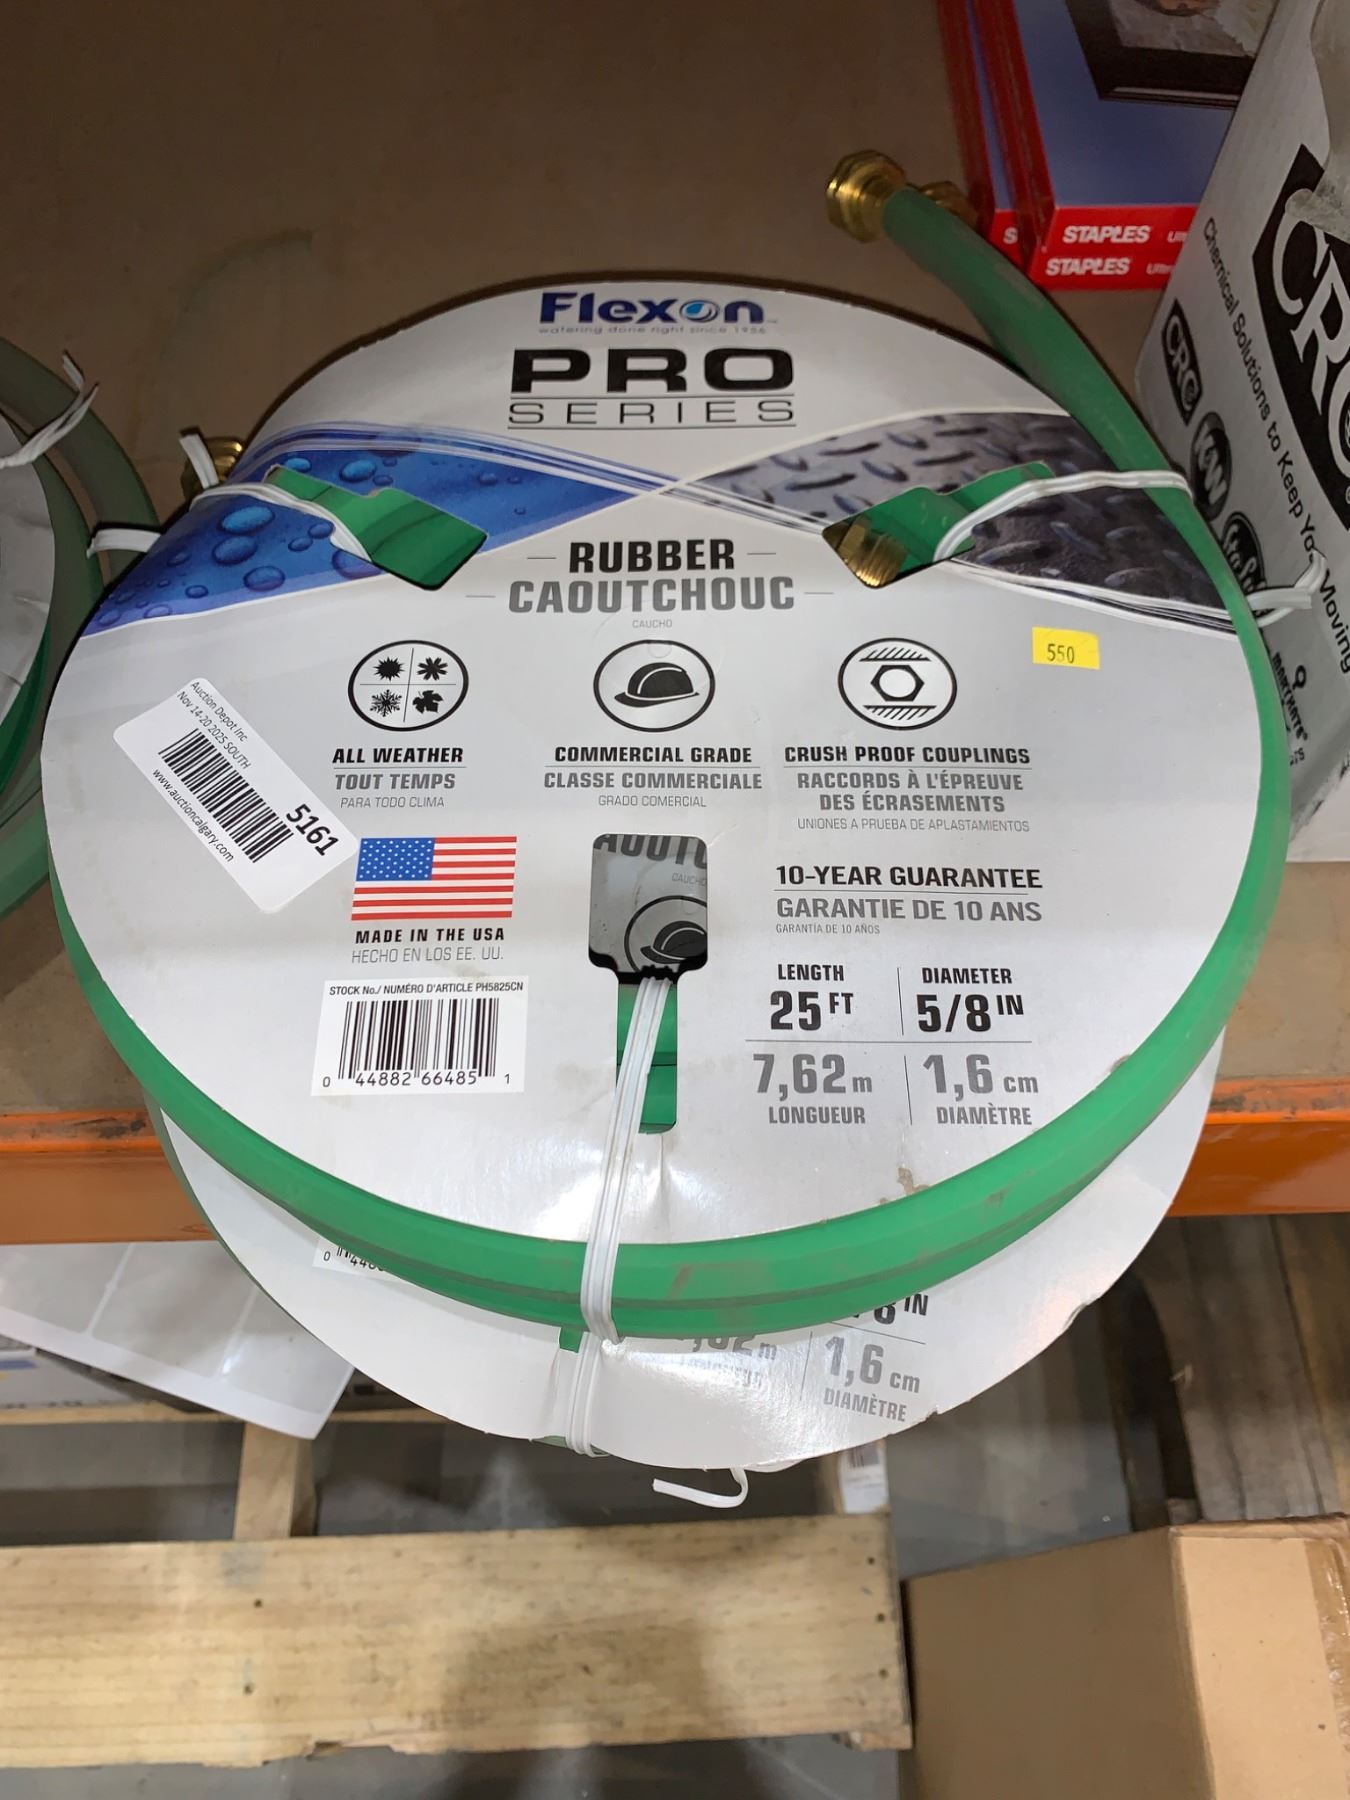 Flexon
watering done right since 1956
PRO
SERIES
RUBBER
CAOUTCHOUC
CAUCHO
550
ALL WEATHER
TOUT TEMPS
PARA TODO CLIMA
COMMERCIAL GRADE
CLASSE COMMERCIALE
GRADO COMERCIAL
CRUSH PROOF COUPLINGS
RACCORDS À L'ÉPREUVE
DES ÉCRASEMENTS
UNIONES A PRUEBA DE APLASTAMIENTOS
Auction Depot Inc
Nov 14-20 2025 SOUTH
5161
www.auctioncalgary.com
MADE IN THE USA
HECHO EN LOS EE. UU.
STOCK No./ NUMÉRO D'ARTICLE PH5825CN
0 44882 66485 1
CAUCHO
10-YEAR GUARANTEE
GARANTIE DE 10 ANS
GARANTÍA DE 10 AÑOS
LENGTH
25 FT
7,62 m
LONGUEUR
DIAMETER
5/8 IN
1,6 cm
DIAMÈTRE
8 IN
1,6 cm
DIAMÈTRE
STAPLES
STAPLES
CRC
Chemical Solutions to Keep You Moving
CRC